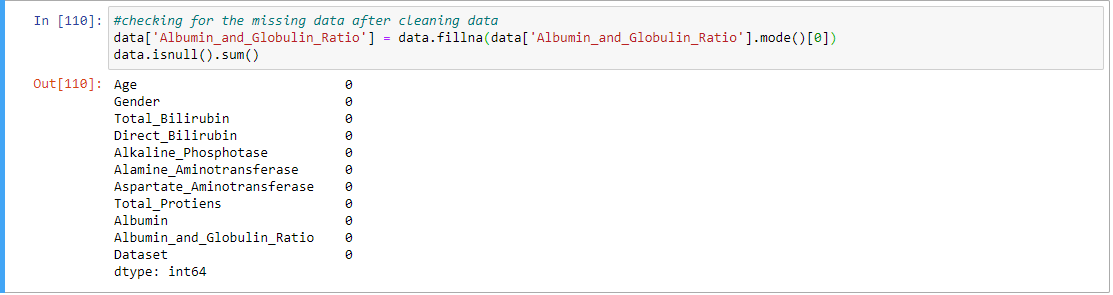 In [110]: #checking for the missing data after cleaning data
data['Albumin_and_Globulin_Ratio'] = data.fillna(data['Albumin_and_Globulin_Ratio'].mode()[0])
data.isnull().sum()
Out[110]: Age 0
Gender 0
Total_Bilirubin 0
Direct_Bilirubin 0
Alkaline_Phosphotase 0
Alamine_Aminotransferase 0
Aspartate_Aminotransferase 0
Total_Protiens 0
Albumin 0
Albumin_and_Globulin_Ratio 0
Dataset 0
dtype: int64